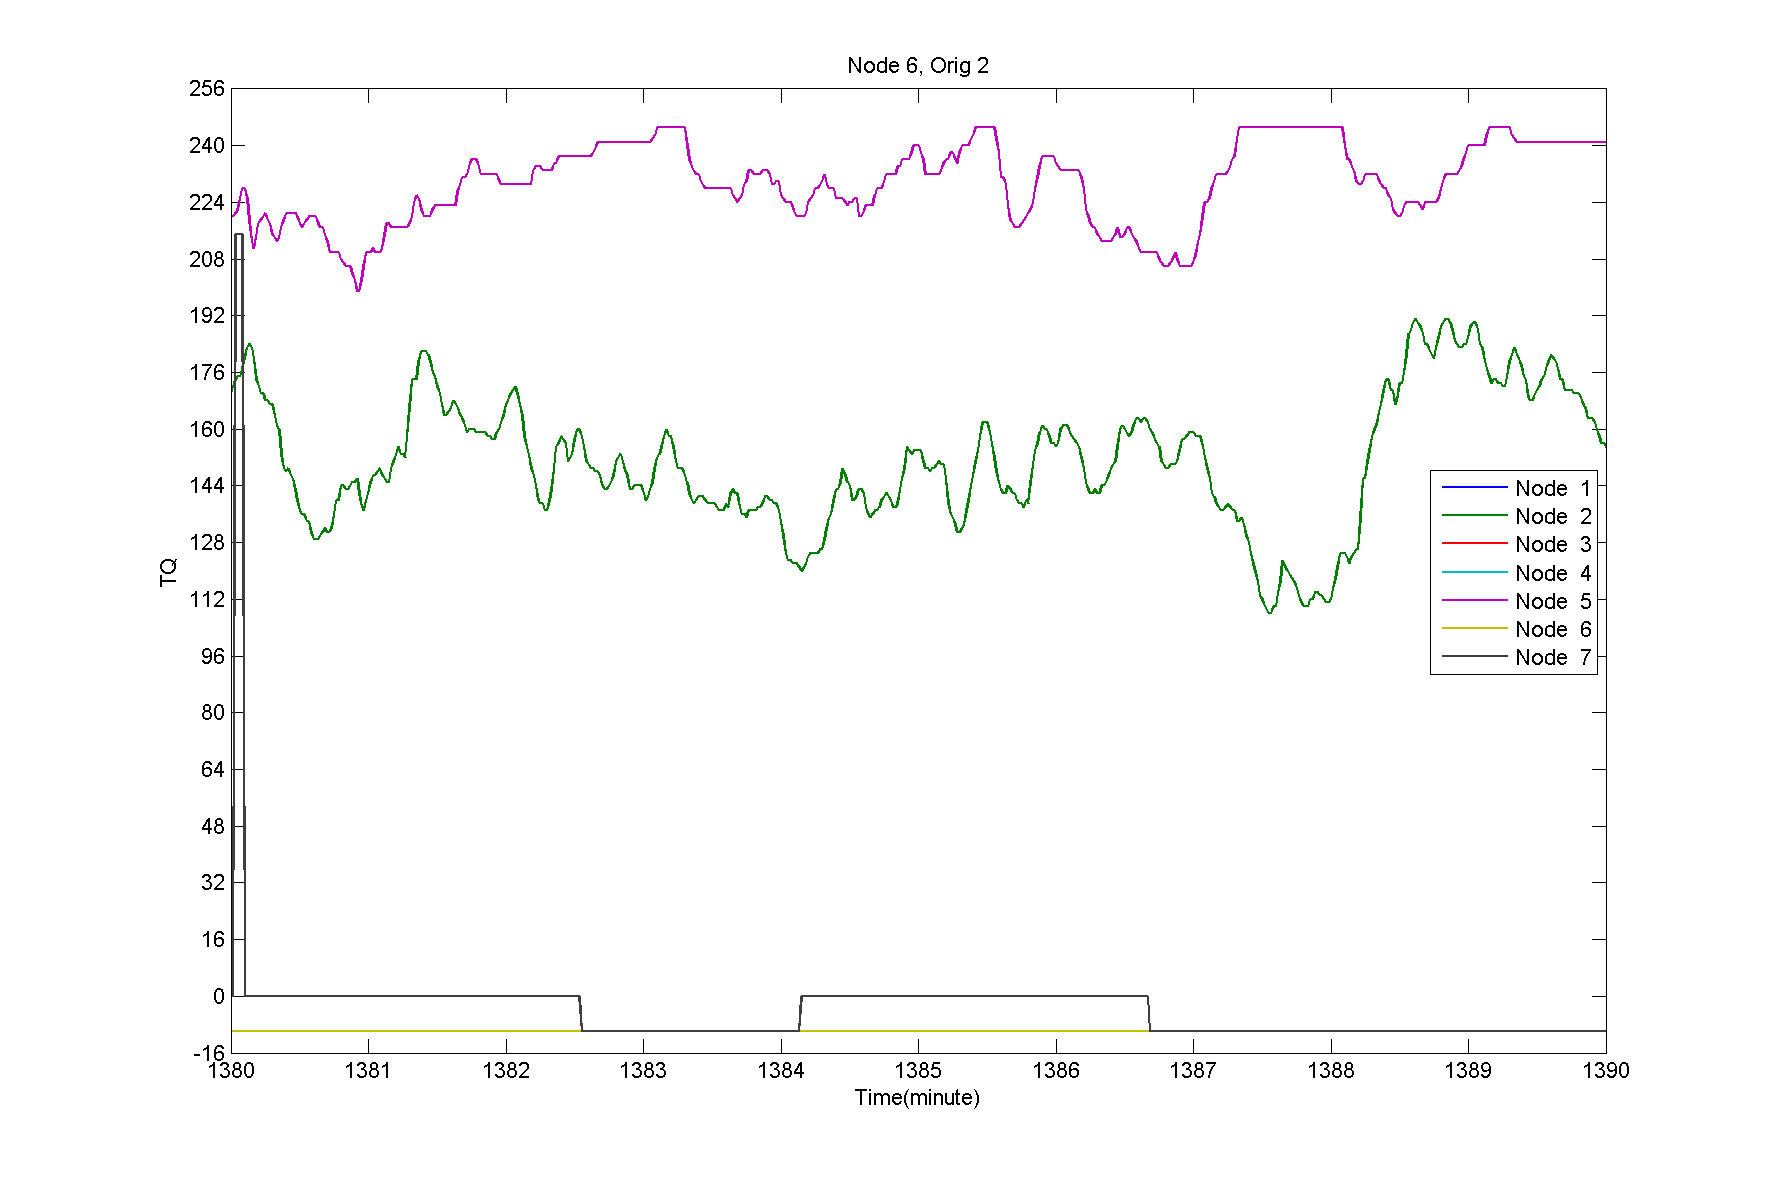 Node 6, Orig 2
256
240
224
208
192
176
160
144
128
112
96
80
64
48
32
16
0
-16
TQ
Node 1
Node 2
Node 3
Node 4
Node 5
Node 6
Node 7
1380 1381 1382 1383 1384 1385 1386 1387 1388 1389 1390
Time(minute)